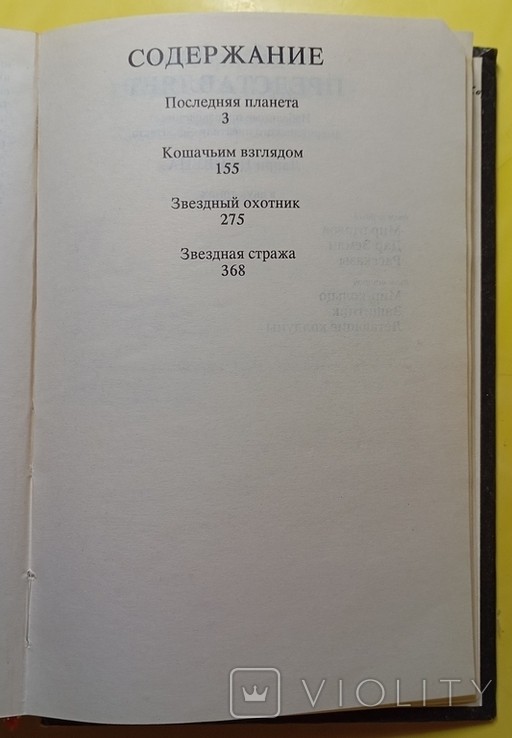 СОДЕРЖАНИЕ
Последняя планета
3
Кошачьим взглядом
155
Звездный охотник
275
Звездная стража
368
VIOLITY